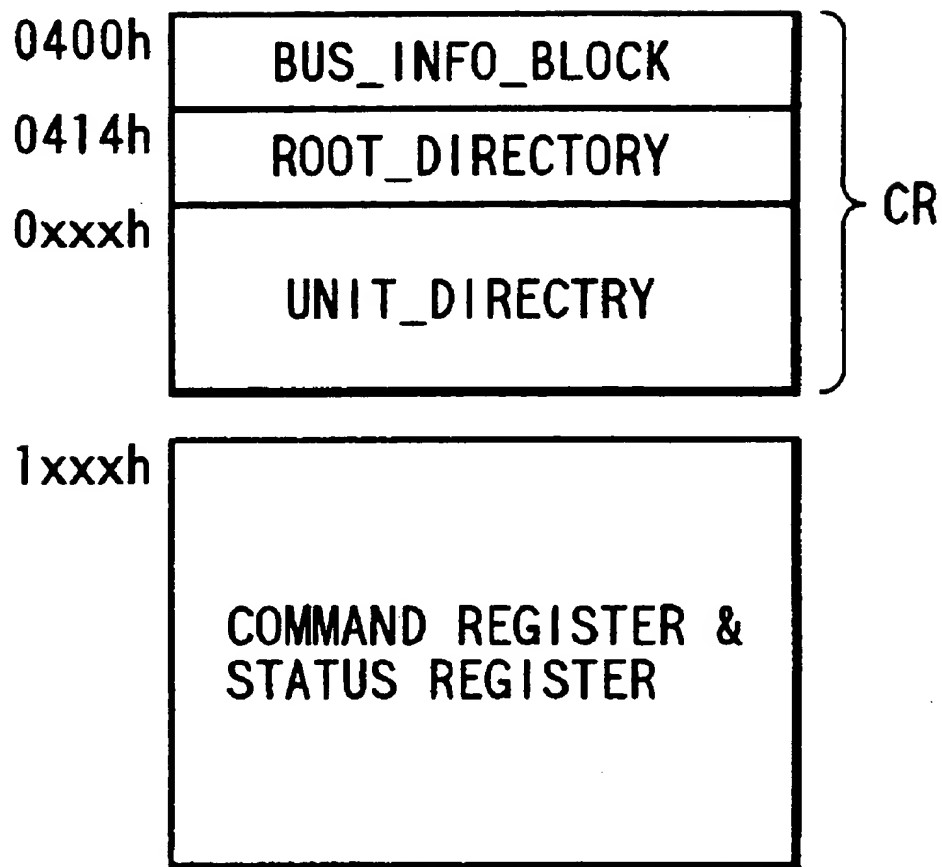 0400h
BUS_INFO_BLOCK
0414h
ROOT_DIRECTORY
0xxxh
UNIT_DIRECTRY
CR
1xxxh
COMMAND REGISTER &
STATUS REGISTER